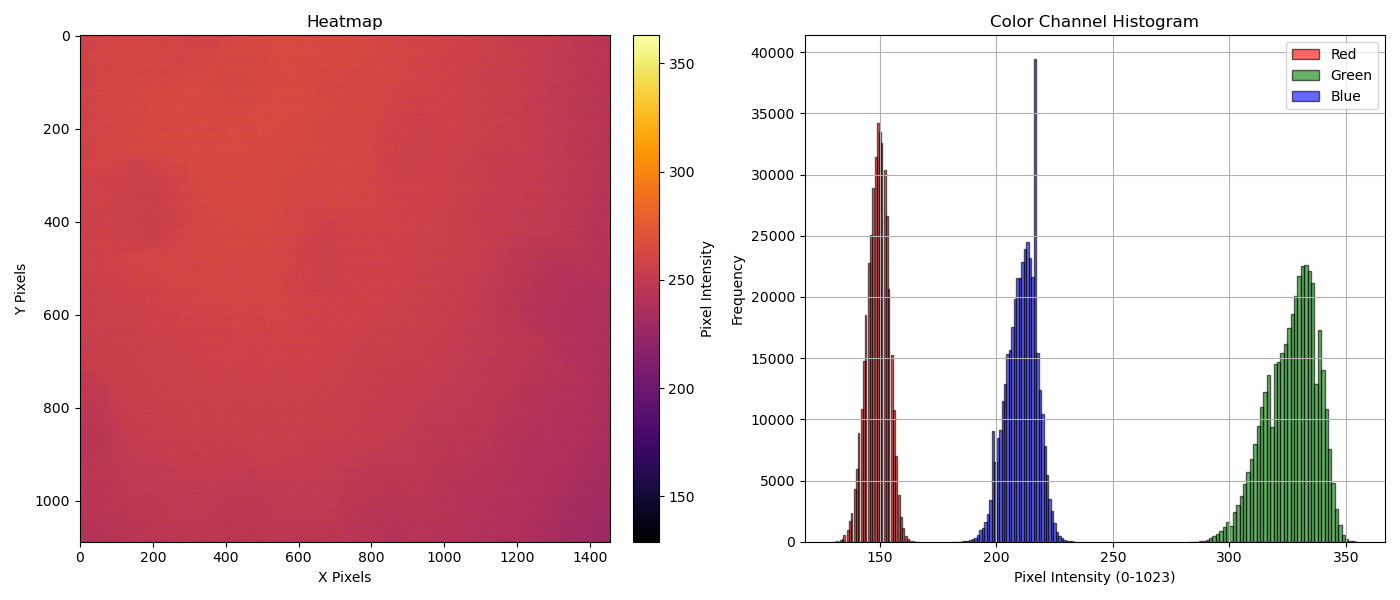 Heatmap
0
200
400
600
800
1000
0 200 400 600 800 1000 1200 1400
X Pixels
Y Pixels
350
300
250
200
150
Pixel Intensity
Color Channel Histogram
Red
Green
Blue
40000
35000
30000
25000
20000
15000
10000
5000
0
150 200 250 300 350
Pixel Intensity (0-1023)
Frequency